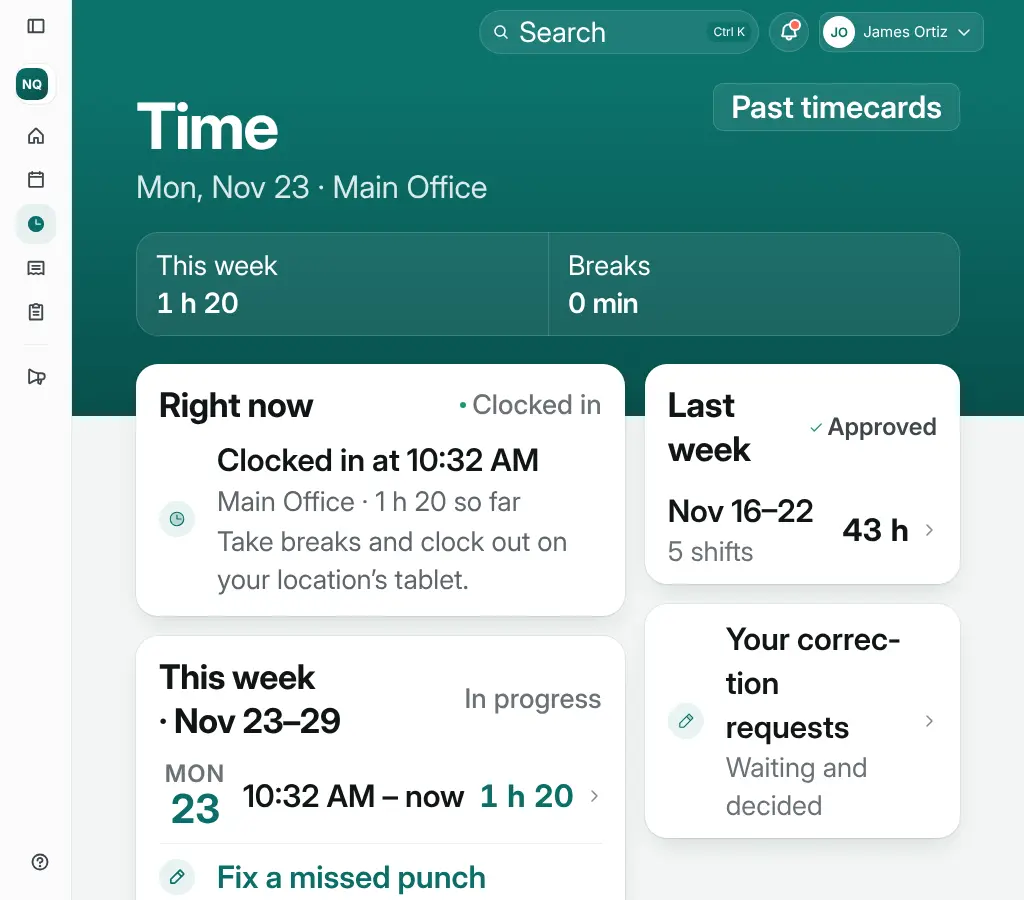 Search
Ctrl K
JO
James Ortiz
NQ
Time
Past timecards
Mon, Nov 23 · Main Office
This week
1 h 20
Breaks
0 min
Right now
Clocked in
Clocked in at 10:32 AM
Main Office · 1 h 20 so far
Take breaks and clock out on
your location’s tablet.
Last
week
Approved
Nov 16–22
5 shifts
43 h
This week
· Nov 23–29
In progress
MON
23
10:32 AM – now
1 h 20
Fix a missed punch
Your correc-
tion
requests
Waiting and
decided